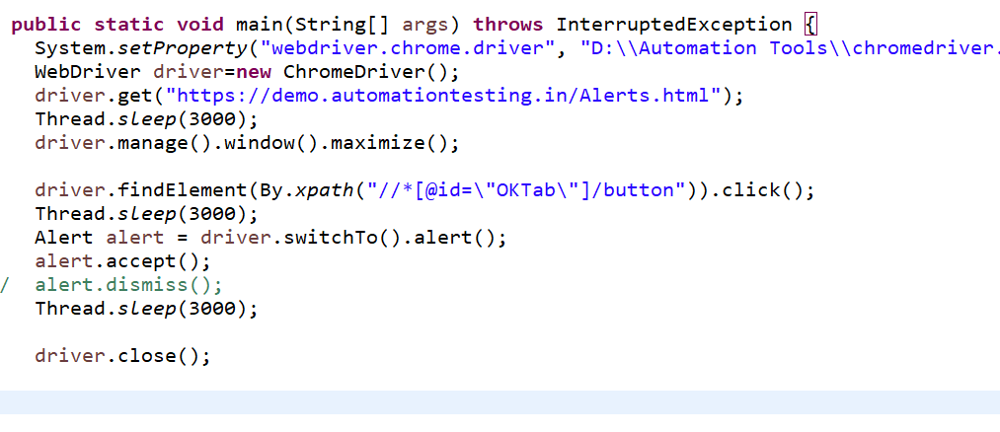 public static void main(String[] args) throws InterruptedException {
System.setProperty("webdriver.chrome.driver", "D:\\Automation Tools\\chromedriver.
WebDriver driver=new ChromeDriver();
driver.get("https://demo.automationtesting.in/Alerts.html");
Thread.sleep(3000);
driver.manage().window().maximize();
driver.findElement(By.xpath("//*[@id=\"OKTab\"]/button")).click();
Thread.sleep(3000);
Alert alert = driver.switchTo().alert();
alert.accept();
/ alert.dismiss();
Thread.sleep(3000);
driver.close();